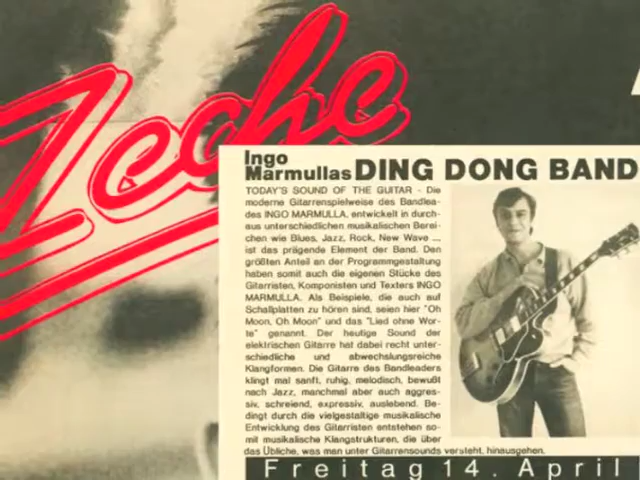 Zeche
Ingo
Marmullas DING DONG BAND
TODAY'S SOUND OF THE GUITAR - Die
moderne Gitarrenspielweise des Bandlea-
des INGO MARMULLA, entwickelt in durch-
aus unterschiedlichen musikalischen Berei-
chen wie Blues, Jazz, Rock, New Wave ...,
ist das prägende Element der Band. Den
größten Anteil an der Programmgestaltung
haben somit auch die eigenen Stücke des
Gitarristen, Komponisten und Texters INGO
MARMULLA. Als Beispiele, die auch auf
Schallplatten zu hören sind, seien hier "Oh
Moon, Oh Moon" und das "Lied ohne Wor-
te" genannt. Der heutige Sound der
elektrischen Gitarre hat dabei recht unter-
schiedliche und abwechslungsreiche
Klangformen. Die Gitarre des Bandleaders
klingt mal sanft, ruhig, melodisch, bewußt
nach Jazz, manchmal aber auch aggres-
siv, schreiend, expressiv, auslebend. Be-
dingt durch die vielgestaltige musikalische
Entwicklung des Gitarristen entstehen so-
mit musikalische Klangstrukturen, die über
das Übliche, was man unter Gitarrensounds versteht, hinausgehen.
Freitag 14. April